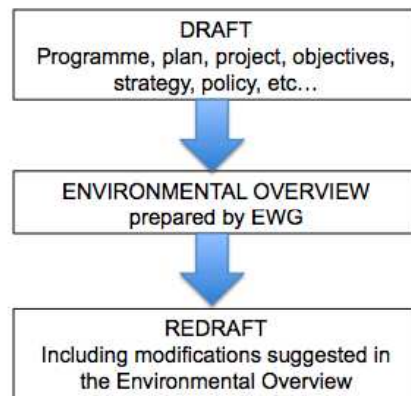 DRAFT
Programme, plan, project, objectives,
strategy, policy, etc…
ENVIRONMENTAL OVERVIEW
prepared by EWG
REDRAFT
Including modifications suggested in
the Environmental Overview